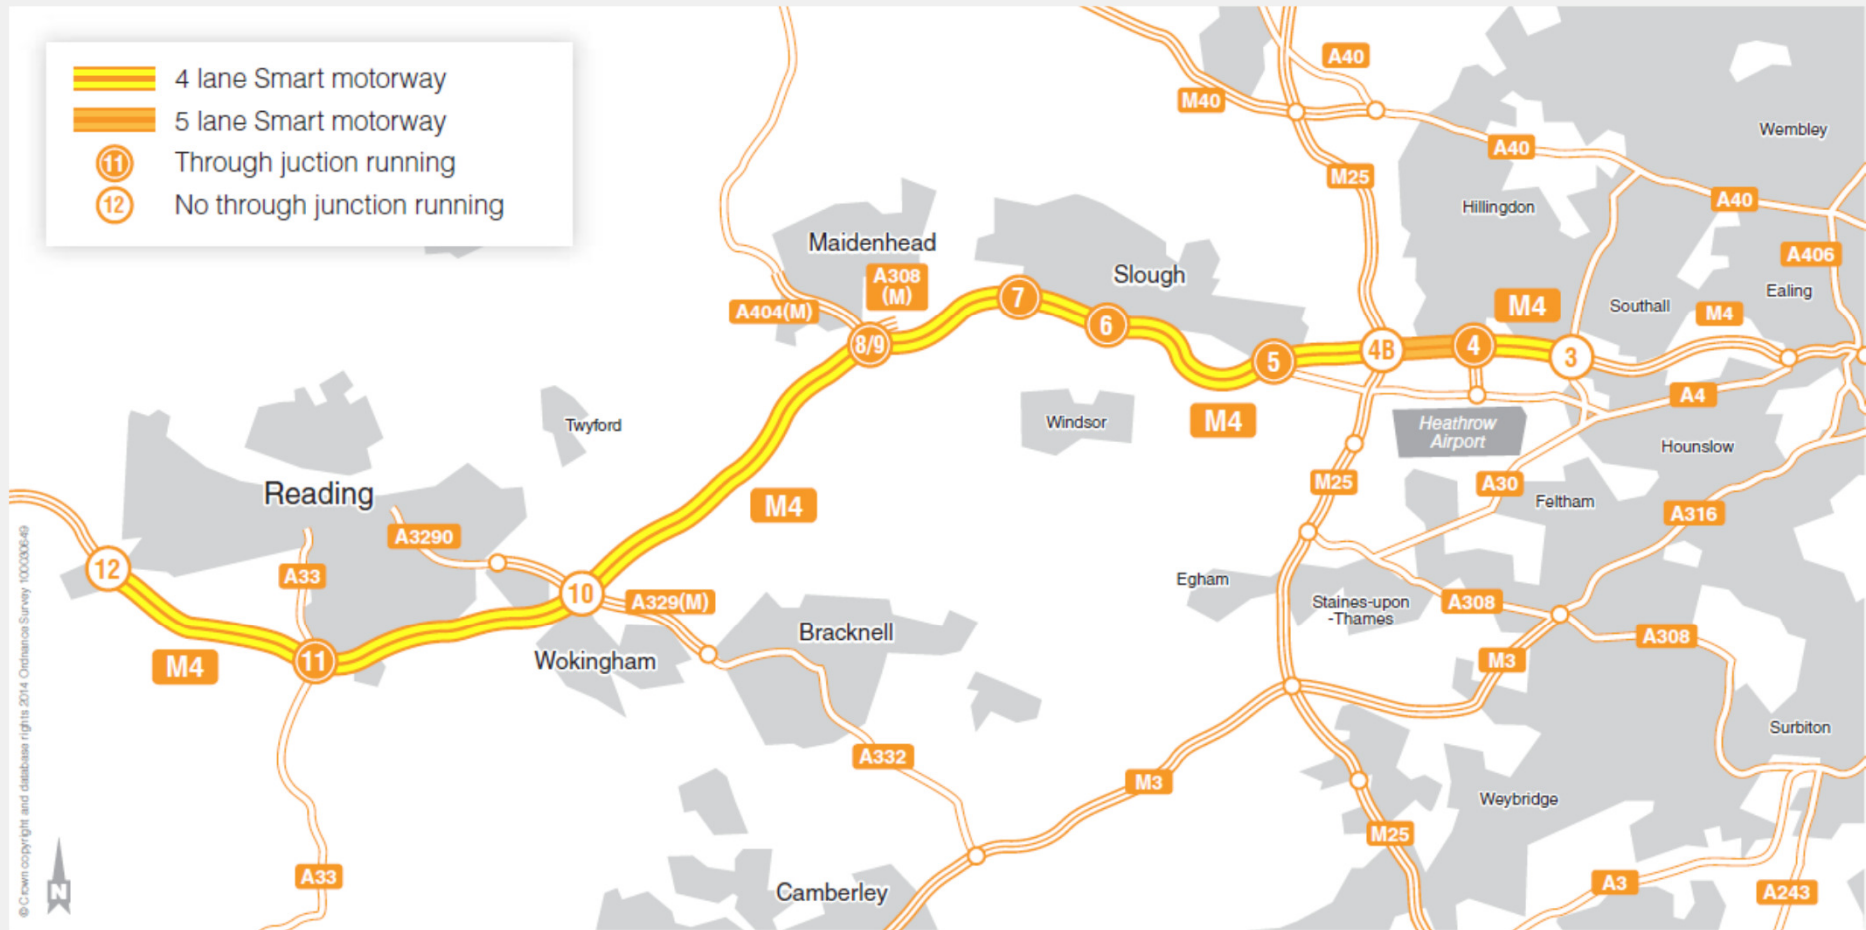 4 lane Smart motorway
5 lane Smart motorway
11 Through juction running
12 No through junction running
A40
M40
Wembley
A40
M25
A40
Hillingdon
Maidenhead
A406
A308
(M)
Slough
Ealing
A404(M)
7
M4
Southall
M4
6
8/9
5
4B
4
3
A4
Twyford
Windsor
M4
Heathrow
Airport
Hounslow
Reading
M4
M25
A30
Feltham
A316
A3290
12
A33
10
A329(M)
Egham
Staines-upon
-Thames
A308
Bracknell
A308
M4
11
Wokingham
M3
Surbiton
A332
M3
Weybridge
M25
A33
Camberley
A3
A243
N
© Crown copyright and database rights 2014 Ordnance Survey 100030649